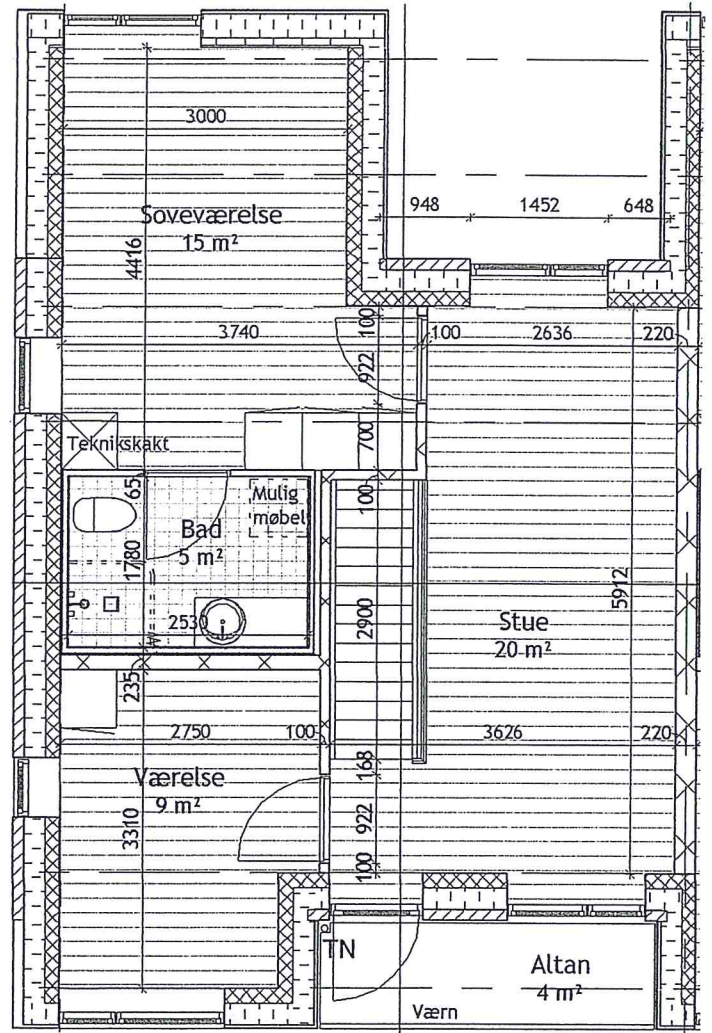 3000
948 1452 648
Soveværelse
15 m²
4416
3740
100
100
2636
220
922
700
Teknikskakt
65
Mulig
møbel
100
Bad
5 m²
1780
2530
2900
5912
Stue
20 m²
235
2750
100
3626
220
168
Værelse
9 m²
3310
922
100
TN
Altan
4 m²
Værn